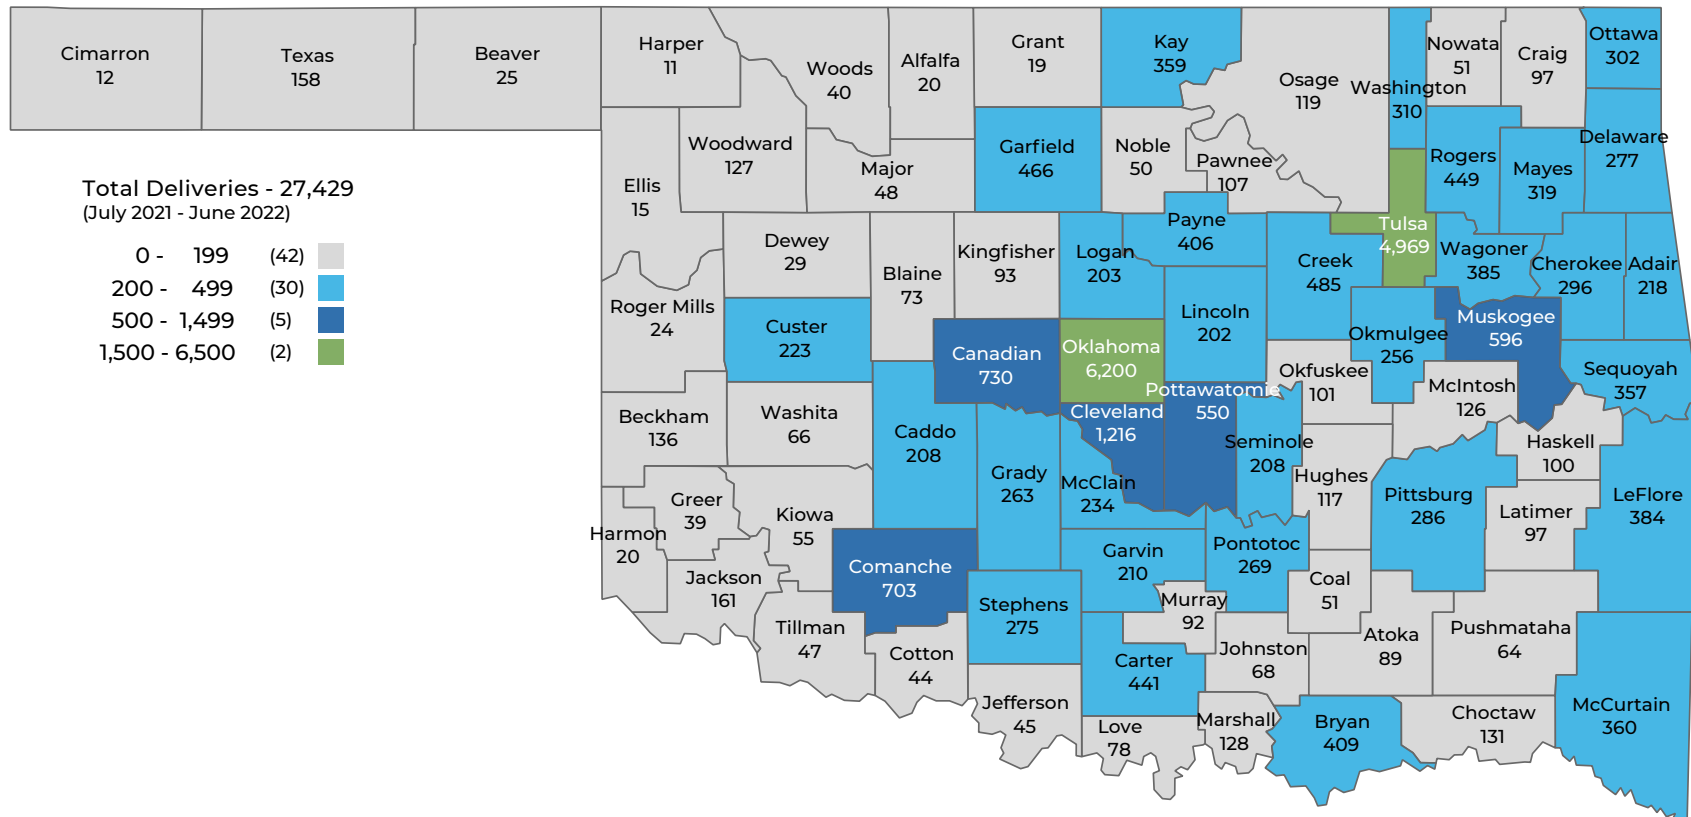 Cimarron
12
Texas
158
Beaver
25
Harper
11
Woods
40
Alfalfa
20
Grant
19
Kay
359
Osage
119
Washington
310
Nowata
51
Craig
97
Ottawa
302
Woodward
127
Major
48
Garfield
466
Noble
50
Pawnee
107
Rogers
449
Mayes
319
Delaware
277
Ellis
15
Total Deliveries - 27,429
(July 2021 - June 2022)
0 - 199 (42)
200 - 499 (30)
500 - 1,499 (5)
1,500 - 6,500 (2)
Dewey
29
Blaine
73
Kingfisher
93
Logan
203
Payne
406
Creek
485
Tulsa
4,969
Wagoner
385
Cherokee
296
Adair
218
Roger Mills
24
Custer
223
Canadian
730
Oklahoma
6,200
Lincoln
202
Okmulgee
256
Muskogee
596
Sequoyah
357
Okfuskee
101
McIntosh
126
Beckham
136
Washita
66
Caddo
208
Grady
263
Cleveland
1,216
Pottawatomie
550
Seminole
208
Hughes
117
Haskell
100
McClain
234
Pittsburg
286
Latimer
97
LeFlore
384
Harmon
20
Greer
39
Kiowa
55
Jackson
161
Comanche
703
Garvin
210
Pontotoc
269
Coal
51
Murray
92
Stephens
275
Tillman
47
Cotton
44
Carter
441
Johnston
68
Atoka
89
Pushmataha
64
Jefferson
45
Love
78
Marshall
128
Bryan
409
Choctaw
131
McCurtain
360